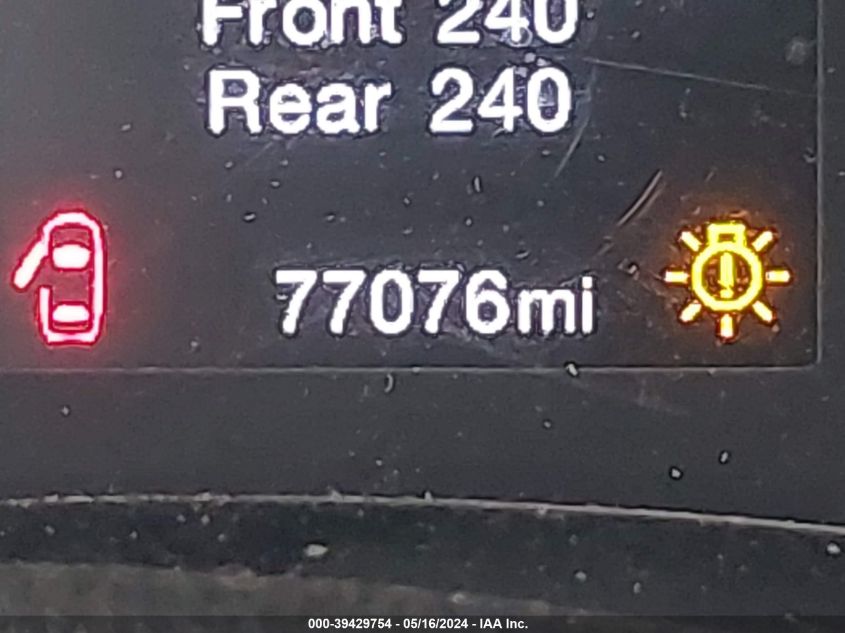 Front 240
Rear 240
77076mi
000-39429754 - 05/16/2024 - IAA Inc.